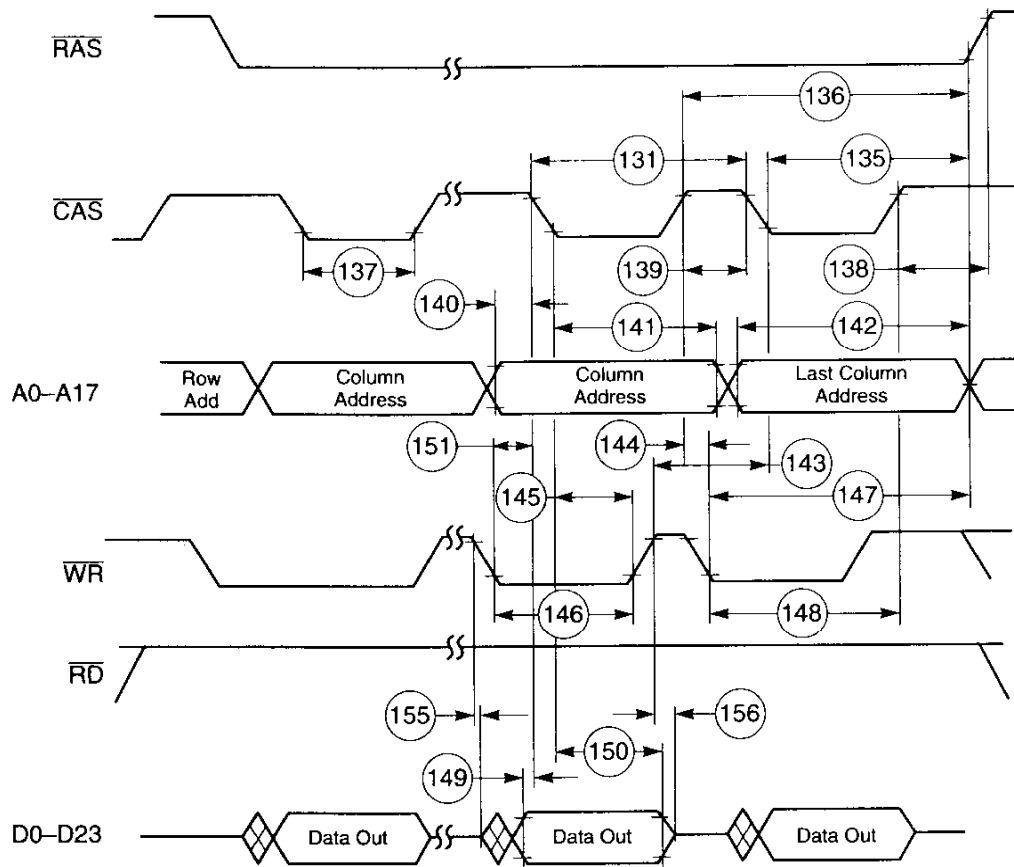 RAS
136
131
135
CAS
137
139
138
140
141
142
A0–A17
Row Add
Column Address
Column Address
Last Column Address
151
144
143
145
147
WR
146
148
RD
155
156
150
149
D0–D23
Data Out
Data Out
Data Out